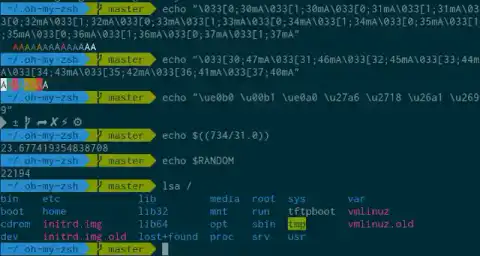 ~/.oh-my-zsh master echo "\033[0;30mA\033[1;30mA\033[0;31mA\033[1;31mA\03
3[0;32mA\033[1;32mA\033[0;33mA\033[1;33mA\033[0;34mA\033[1;34mA\033[0;35mA\033[1
;35mA\033[0;36mA\033[1;36mA\033[0;37mA\033[1;37mA"
AAAAAAAAAAAAAA
~/.oh-my-zsh master echo "\033[30;47mA\033[31;46mA\033[32;45mA\033[33;44m
A\033[34;43mA\033[35;42mA\033[36;41mA\033[37;40mA"
A A
~/.oh-my-zsh master echo "\ue0b0 \u00b1 \ue0a0 \u27a6 \u2718 \u26a1 \u269
9"
± ➦ ✘ ⚡ ⚙
~/.oh-my-zsh master echo $((734/31.0))
23.677419354838708
~/.oh-my-zsh master echo $RANDOM
22194
~/.oh-my-zsh master lsa /
bin etc lib media root sys var
boot home lib32 mnt run tftpboot vmlinuz
cdrom initrd.img lib64 opt sbin tmp vmlinuz.old
dev initrd.img.old lost+found proc srv usr
~/.oh-my-zsh master